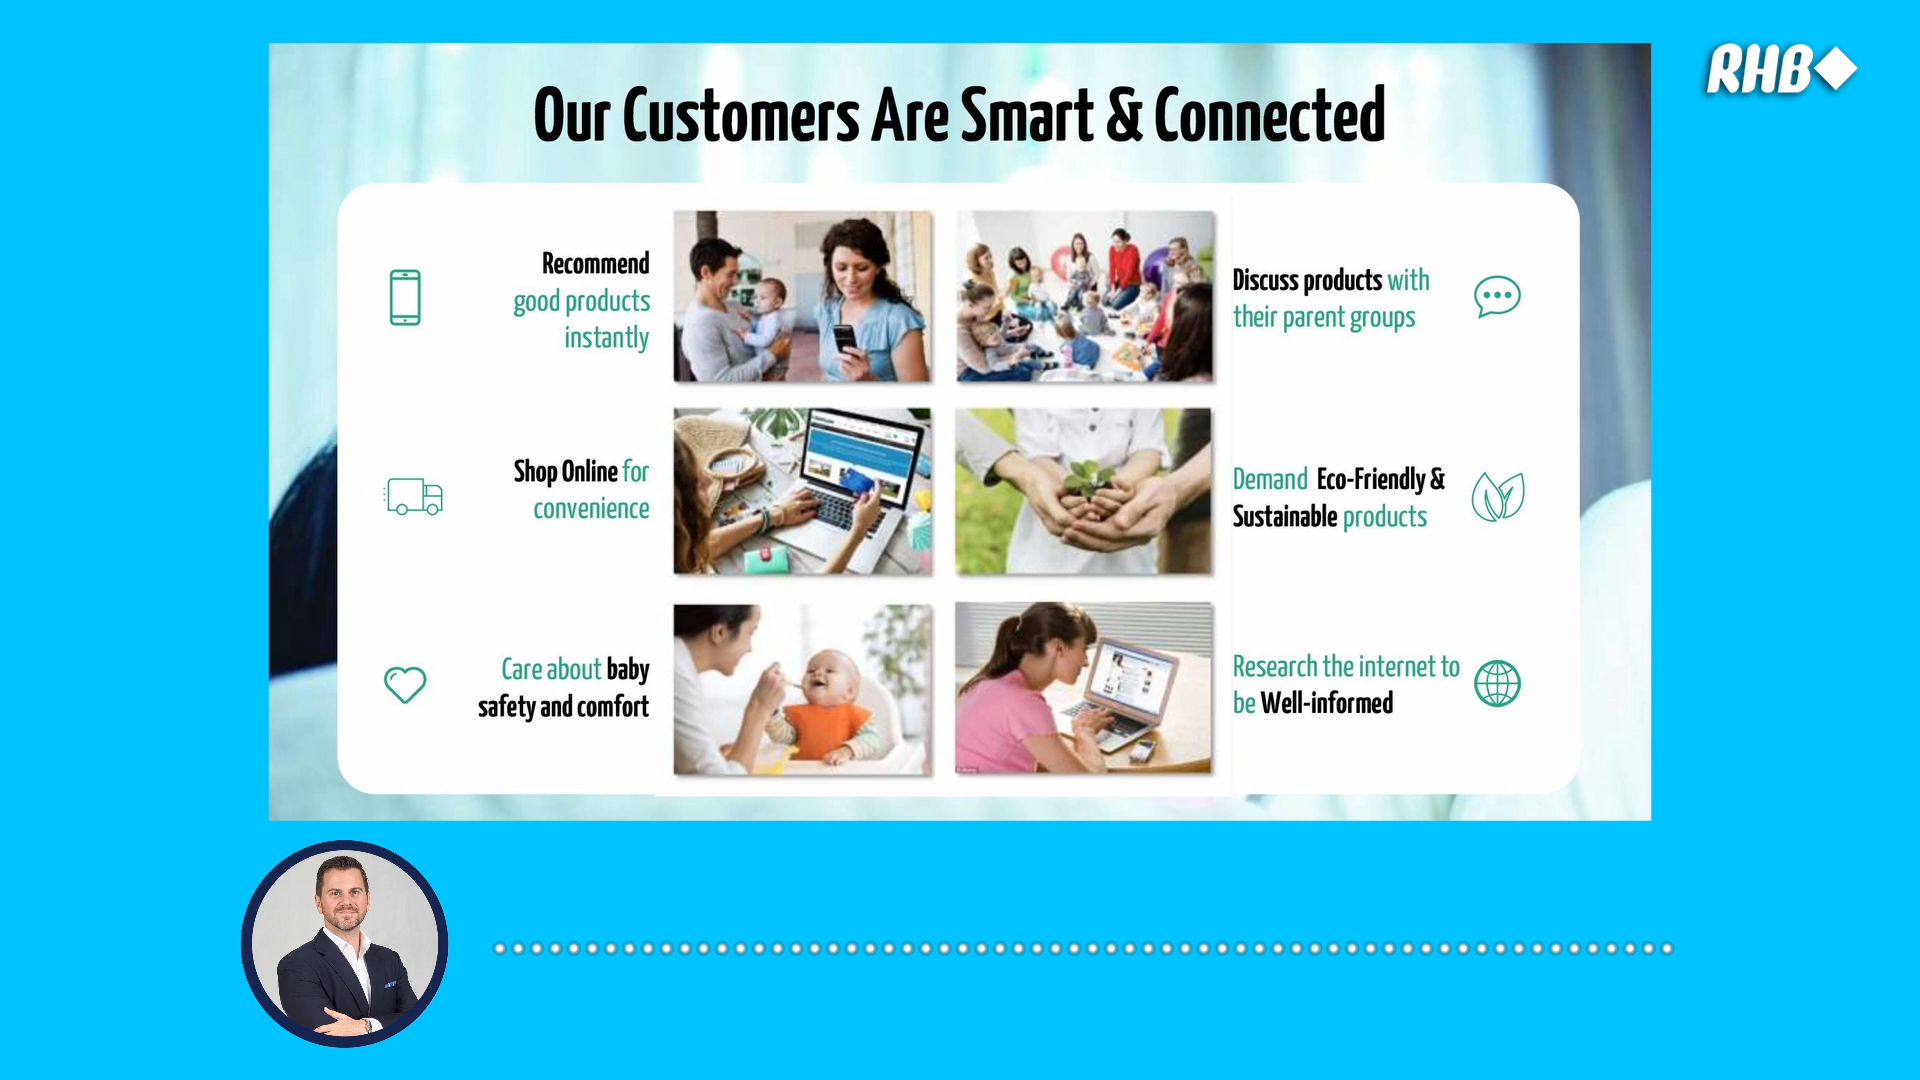 RHB
Our Customers Are Smart & Connected
Recommend
good products
instantly
Discuss products with
their parent groups
Shop Online for
convenience
Demand Eco-Friendly &
Sustainable products
Care about baby
safety and comfort
Research the internet to
be Well-informed